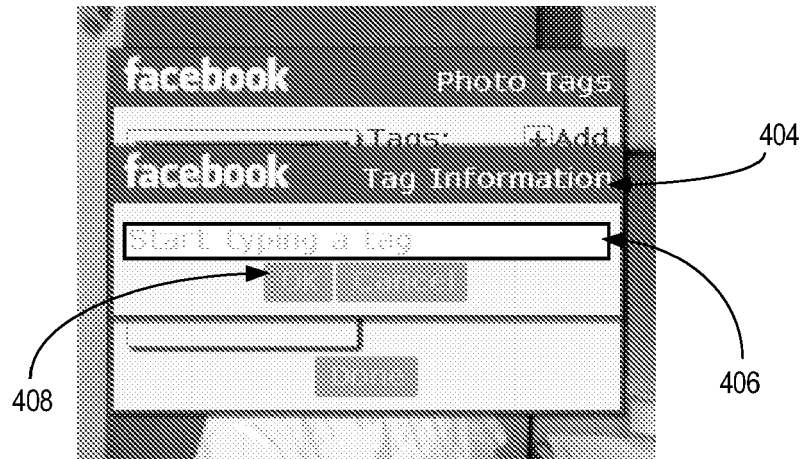 facebook Photo Tags
Tags: +Add
404
facebook Tag Information
Start typing a tag
406
408